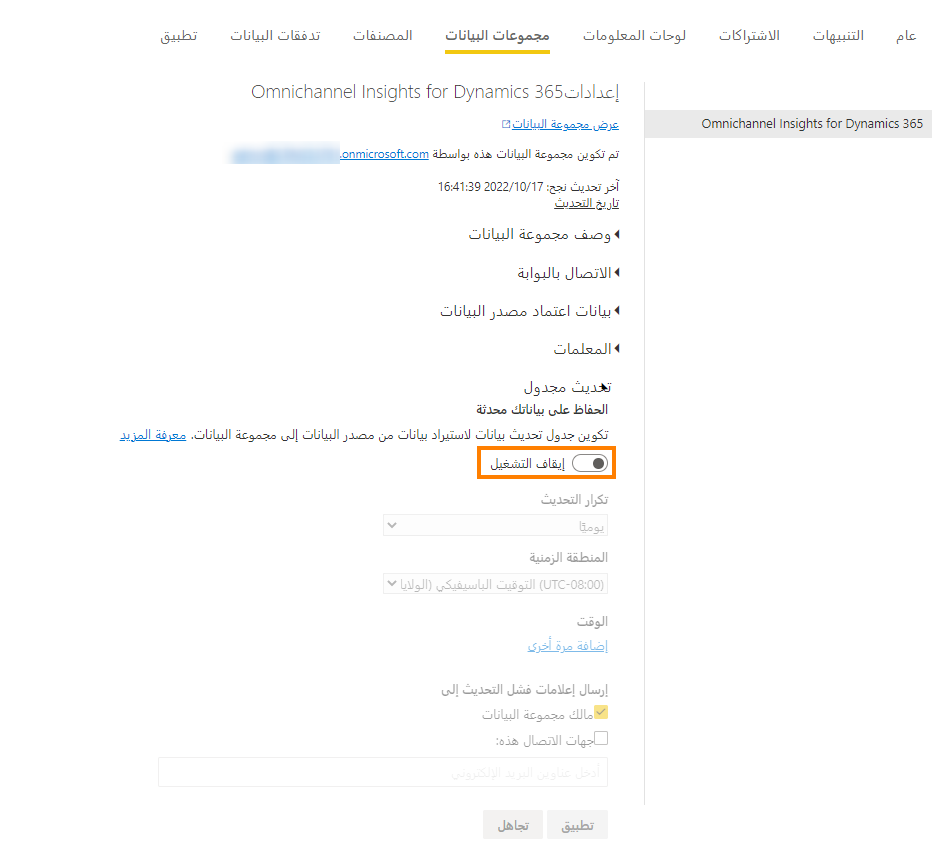 عام التنبيهات الاشتراكات لوحات المعلومات مجموعات البيانات المصنفات تدفقات البيانات تطبيق
Omnichannel Insights for Dynamics 365
إعدادات Omnichannel Insights for Dynamics 365
عرض مجموعة البيانات
تم تكوين مجموعة البيانات هذه بواسطة .onmicrosoft.com
آخر تحديث نجح: 2022/10/17 16:41:39
تاريخ التحديث
وصف مجموعة البيانات
الاتصال بالبوابة
بيانات اعتماد مصدر البيانات
المعلمات
تحديث مجدول
الحفاظ على بياناتك محدثة
تكوين جدول تحديث بيانات لاستيراد بيانات من مصدر البيانات إلى مجموعة البيانات. معرفة المزيد
إيقاف التشغيل
تكرار التحديث
يوميًا
المنطقة الزمنية
(UTC-08:00) التوقيت الباسيفيكي (الولايا
الوقت
إضافة مرة أخرى
إرسال إعلامات فشل التحديث إلى
مالك مجموعة البيانات
جهات الاتصال هذه:
أدخل عناوين البريد الإلكتروني
تطبيق تجاهل